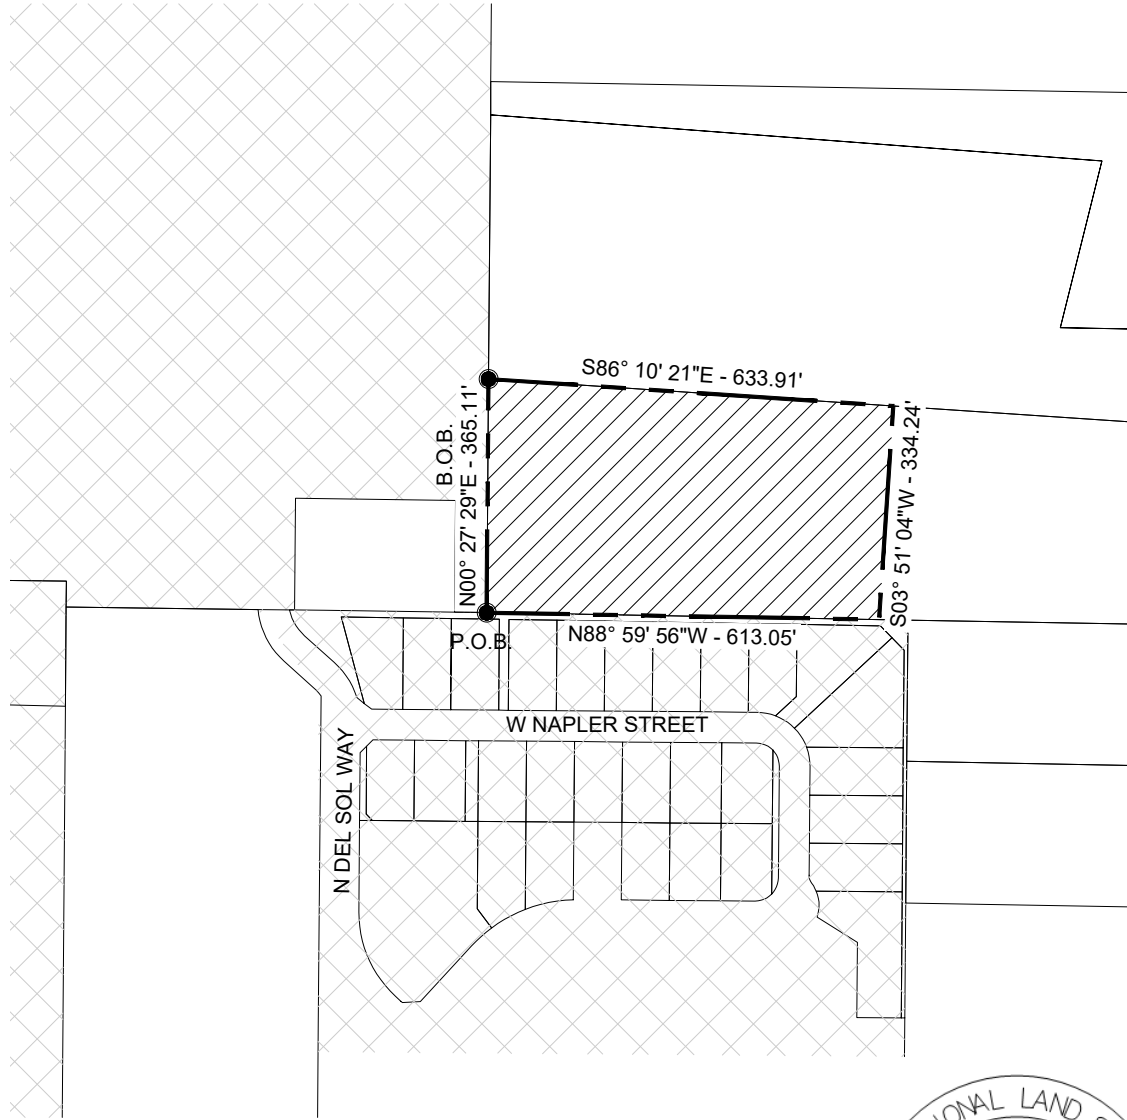 S86° 10' 21"E - 633.91'
B.O.B.
N00° 27' 29"E - 365.11'
S03° 51' 04"W - 334.24'
N88° 59' 56"W - 613.05'
P.O.B.
W NAPLER STREET
N DEL SOL WAY
ONAL LAND